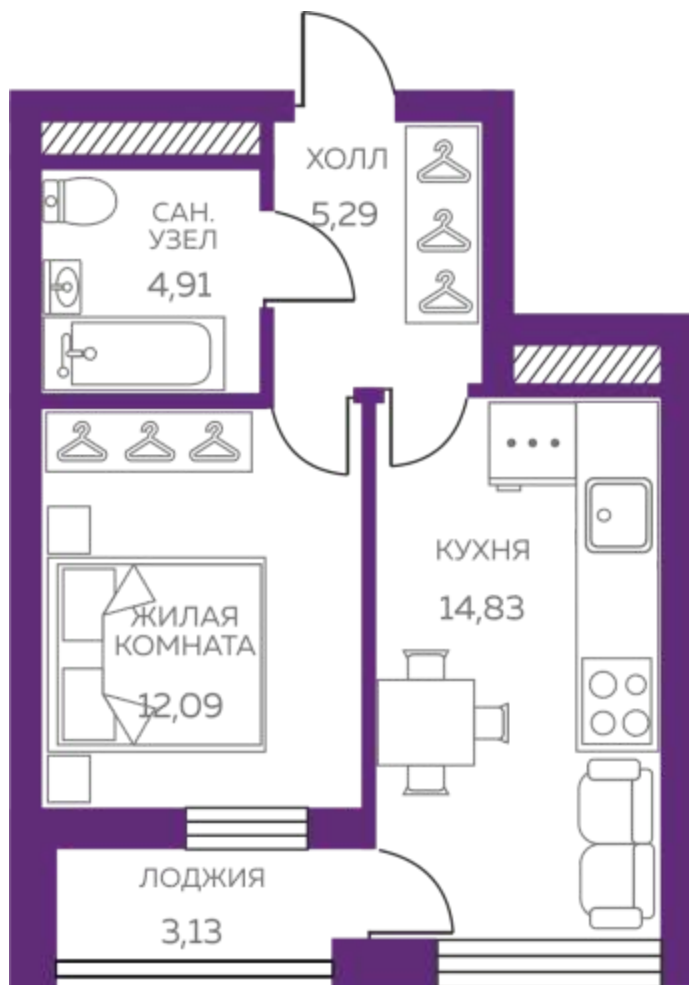 ХОЛЛ
5,29
САН.
УЗЕЛ
4,91
КУХНЯ
14,83
ЖИЛАЯ
КОМНАТА
12,09
ЛОДЖИЯ
3,13